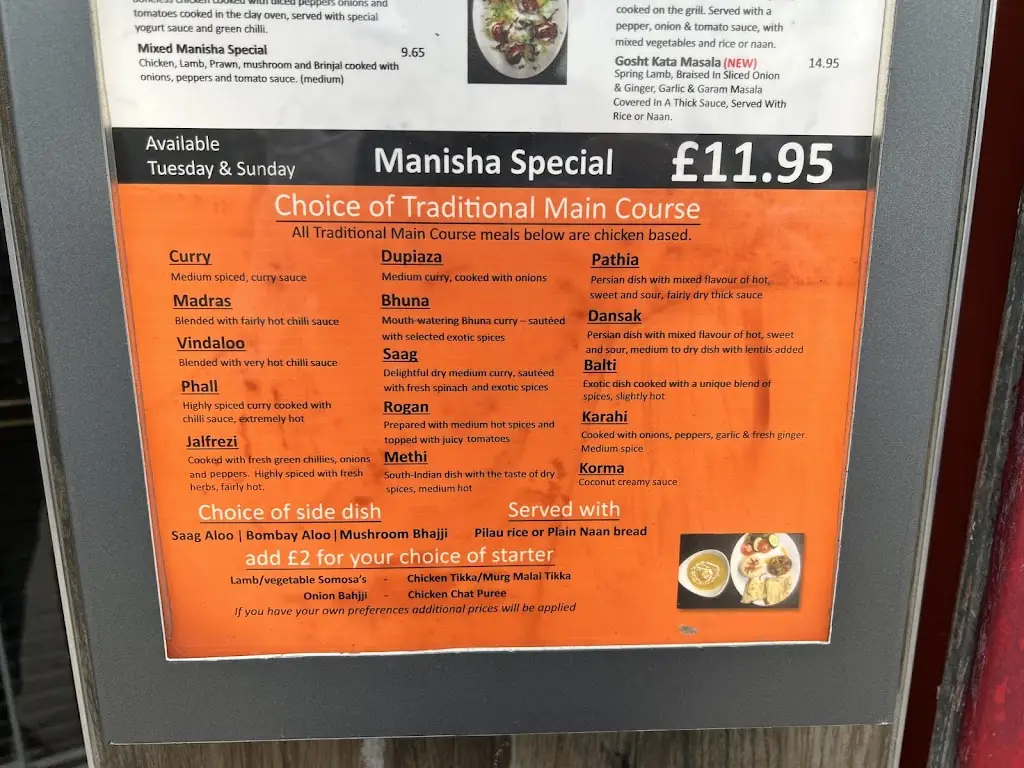 Boneless chicken cooked with diced peppers onions and
tomatoes cooked in the clay oven, served with special
yogurt sauce and green chilli.
Mixed Manisha Special 9.65
Chicken, Lamb, Prawn, mushroom and Brinjal cooked with
onions, peppers and tomato sauce. (medium)
cooked on the grill. Served with a
pepper, onion & tomato sauce, with
mixed vegetables and rice or naan.
Gosht Kata Masala (NEW) 14.95
Spring Lamb, Braised In Sliced Onion
& Ginger, Garlic & Garam Masala
Covered In A Thick Sauce, Served With
Rice or Naan.
Available
Tuesday & Sunday
Manisha Special £11.95
Choice of Traditional Main Course
All Traditional Main Course meals below are chicken based.
Curry
Medium spiced, curry sauce
Madras
Blended with fairly hot chilli sauce
Vindaloo
Blended with very hot chilli sauce
Phall
Highly spiced curry cooked with
chilli sauce, extremely hot
Jalfrezi
Cooked with fresh green chillies, onions
and peppers. Highly spiced with fresh
herbs, fairly hot.
Dupiaza
Medium curry, cooked with onions
Bhuna
Mouth-watering Bhuna curry – sautéed
with selected exotic spices
Saag
Delightful dry medium curry, sautéed
with fresh spinach and exotic spices
Rogan
Prepared with medium hot spices and
topped with juicy tomatoes
Methi
South-Indian dish with the taste of dry
spices, medium hot
Pathia
Persian dish with mixed flavour of hot,
sweet and sour, fairly dry thick sauce
Dansak
Persian dish with mixed flavour of hot, sweet
and sour, medium to dry dish with lentils added
Balti
Exotic dish cooked with a unique blend of
spices, slightly hot
Karahi
Cooked with onions, peppers, garlic & fresh ginger.
- Medium spice
Korma
Coconut creamy sauce
Choice of side dish
Saag Aloo | Bombay Aloo | Mushroom Bhajji
Served with
Pilau rice or Plain Naan bread
add £2 for your choice of starter
Lamb/vegetable Somosa's - Chicken Tikka/Murg Malai Tikka
Onion Bahjji - Chicken Chat Puree
If you have your own preferences additional prices will be applied